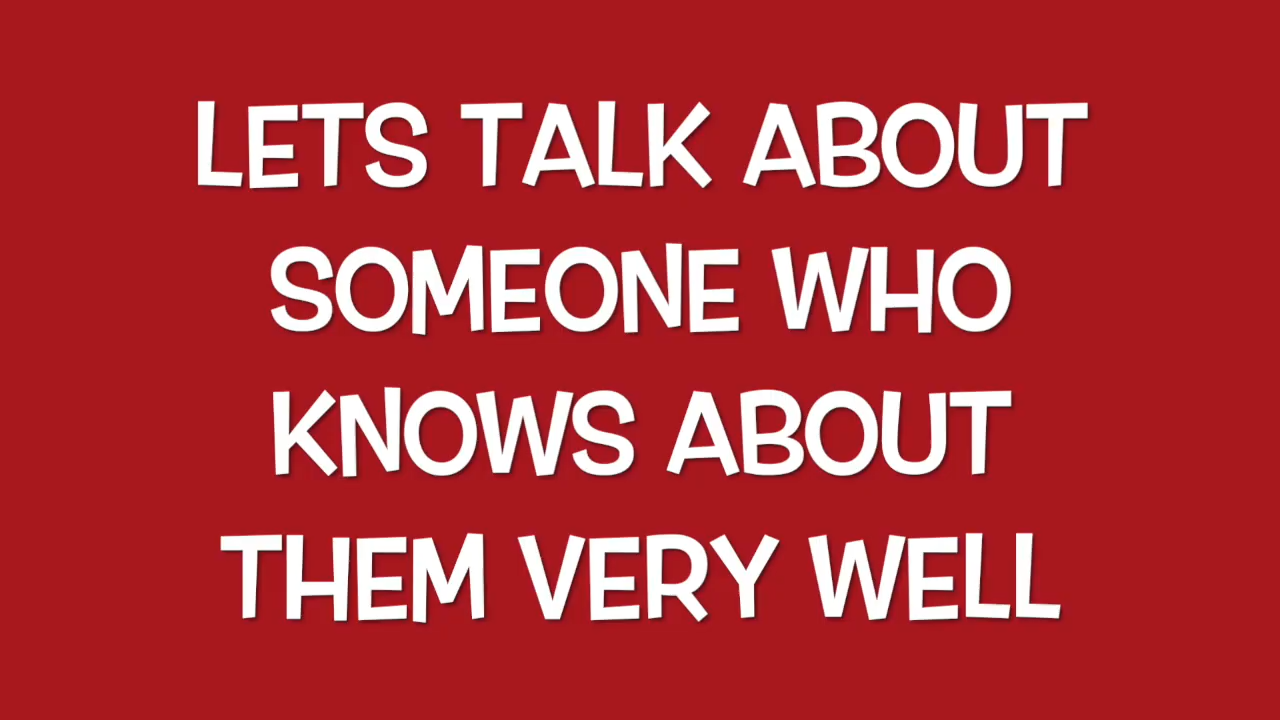 LETS TALK ABOUT
SOMEONE WHO
KNOWS ABOUT
THEM VERY WELL